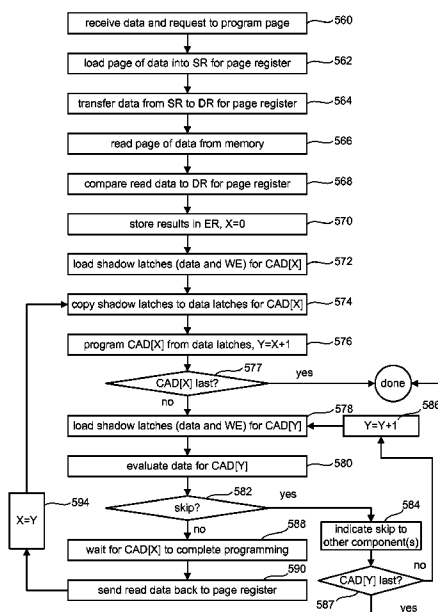 receive data and request to program page 560
load page of data into SR for page register 562
transfer data from SR to DR for page register 564
read page of data from memory 566
compare read data to DR for page register 568
store results in ER, X=0 570
load shadow latches (data and WE) for CAD[X] 572
copy shadow latches to data latches for CAD[X] 574
program CAD[X] from data latches, Y=X+1 576
577
CAD[X] last? yes done
no
586
load shadow latches (data and WE) for CAD[Y] 578 Y=Y+1
evaluate data for CAD[Y] 580
582
skip? yes
no
584
594
X=Y
indicate skip to other component(s)
wait for CAD[X] to complete programming 588
590
send read data back to page register
no
CAD[Y] last?
587
yes